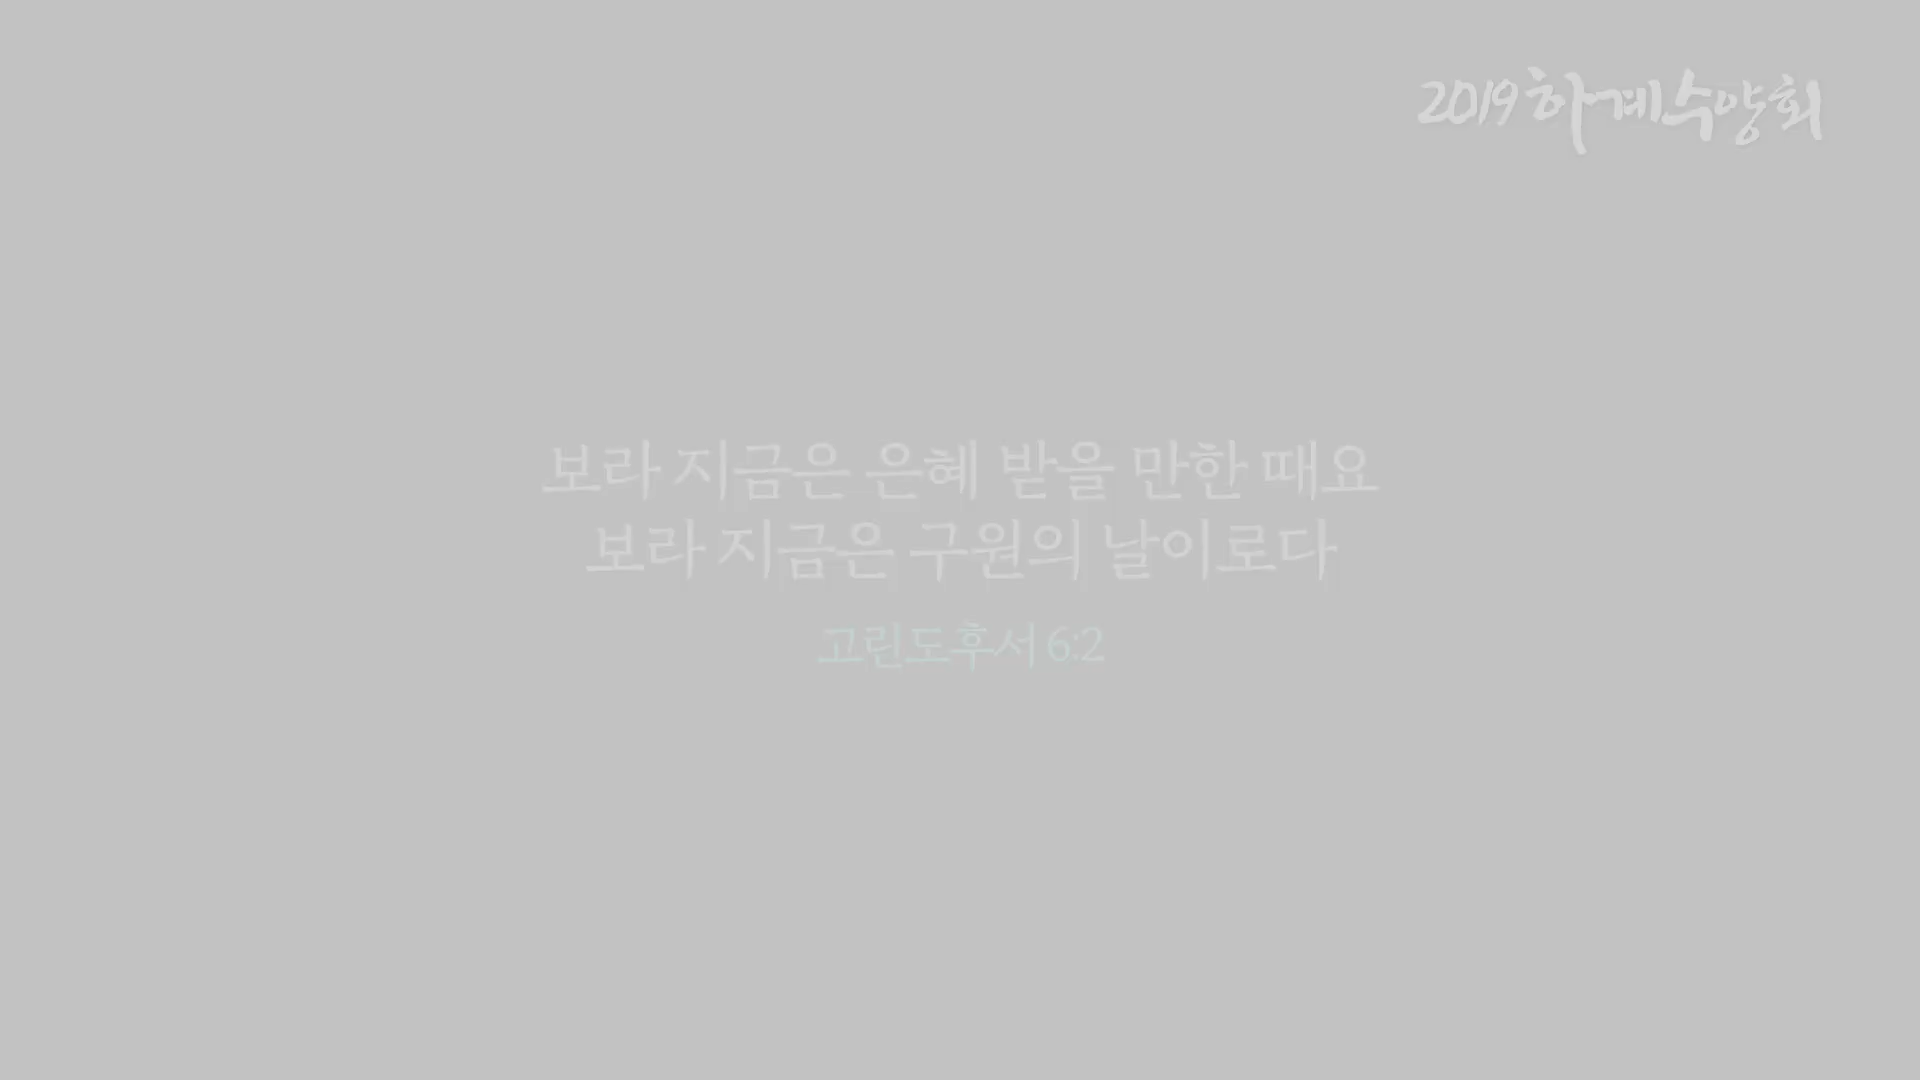 2019 하계수양회
보라 지금은 은혜 받을 만한 때요
보라 지금은 구원의 날이로다
고린도후서 6:2